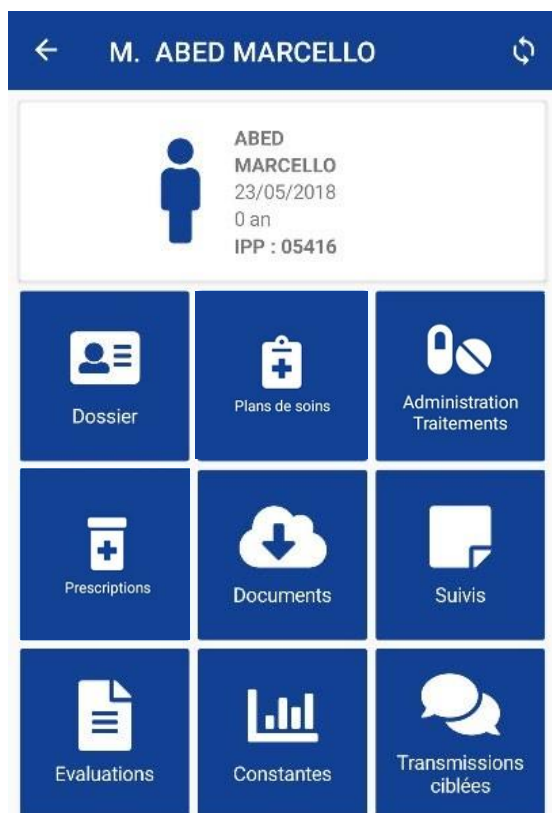 M. ABED MARCELLO
ABED
MARCELLO
23/05/2018
0 an
IPP : 05416
Dossier
Plans de soins
Administration
Traitements
Prescriptions
Documents
Suivis
Evaluations
Constantes
Transmissions
ciblées